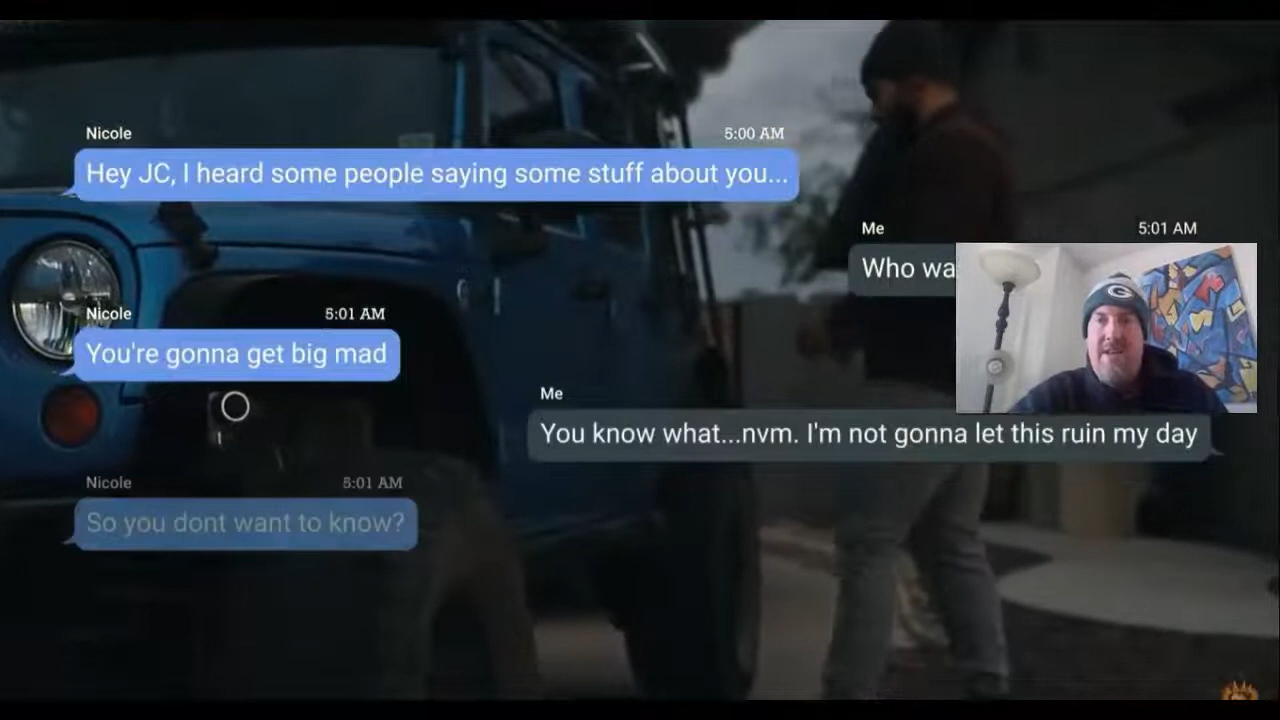 Nicole 5:00 AM
Hey JC, I heard some people saying some stuff about you...
Me 5:01 AM
Who wa
Nicole 5:01 AM
You're gonna get big mad
Me
You know what...nvm. I'm not gonna let this ruin my day
Nicole 5:01 AM
So you dont want to know?
G